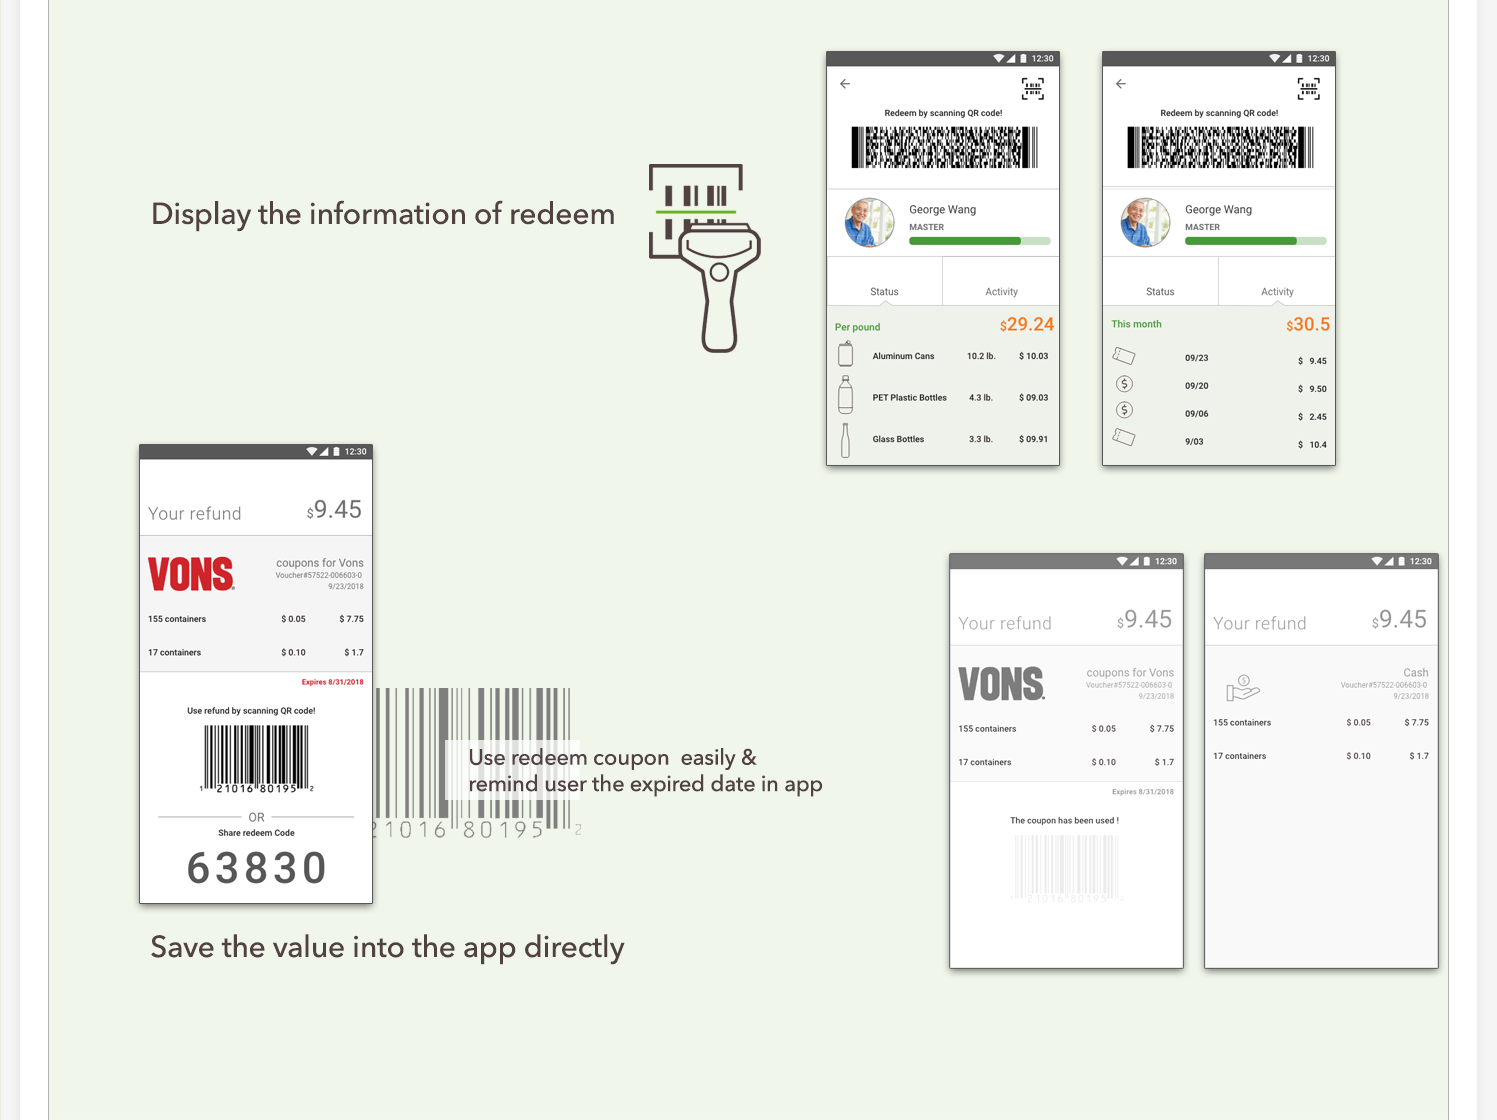 Display the information of redeem
12:30
Redeem by scanning QR code!
George Wang
MASTER
Status Activity
Per pound $29.24
Aluminum Cans 10.2 lb. $ 10.03
PET Plastic Bottles 4.3 lb. $ 09.03
Glass Bottles 3.3 lb. $ 09.91
12:30
Redeem by scanning QR code!
George Wang
MASTER
Status Activity
This month $30.5
09/23 $ 9.45
$ 09/20 $ 9.50
$ 09/06 $ 2.45
9/03 $ 10.4
12:30
Your refund $9.45
VONS. coupons for Vons
Voucher#57522-006603-0
9/23/2018
155 containers $ 0.05 $ 7.75
17 containers $ 0.10 $ 1.7
Expires 8/31/2018
Use refund by scanning QR code!
1 21016 80195 2
OR
Share redeem Code
63830
Use redeem coupon easily &
remind user the expired date in app
21016 80195 2
Save the value into the app directly
12:30
Your refund $9.45
VONS. coupons for Vons
Voucher#57522-006603-0
9/23/2018
155 containers $ 0.05 $ 7.75
17 containers $ 0.10 $ 1.7
Expires 8/31/2018
The coupon has been used !
1 21016 80195 2
12:30
Your refund $9.45
$ Cash
Voucher#57522-006603-0
9/23/2018
155 containers $ 0.05 $ 7.75
17 containers $ 0.10 $ 1.7